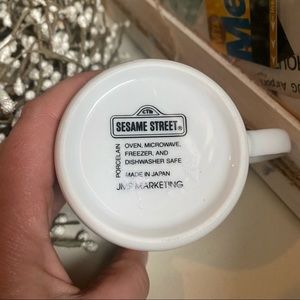 CTW
SESAME STREET®
PORCELAIN
OVEN, MICROWAVE,
FREEZER, AND
DISHWASHER SAFE
MADE IN JAPAN
JMP MARKETING